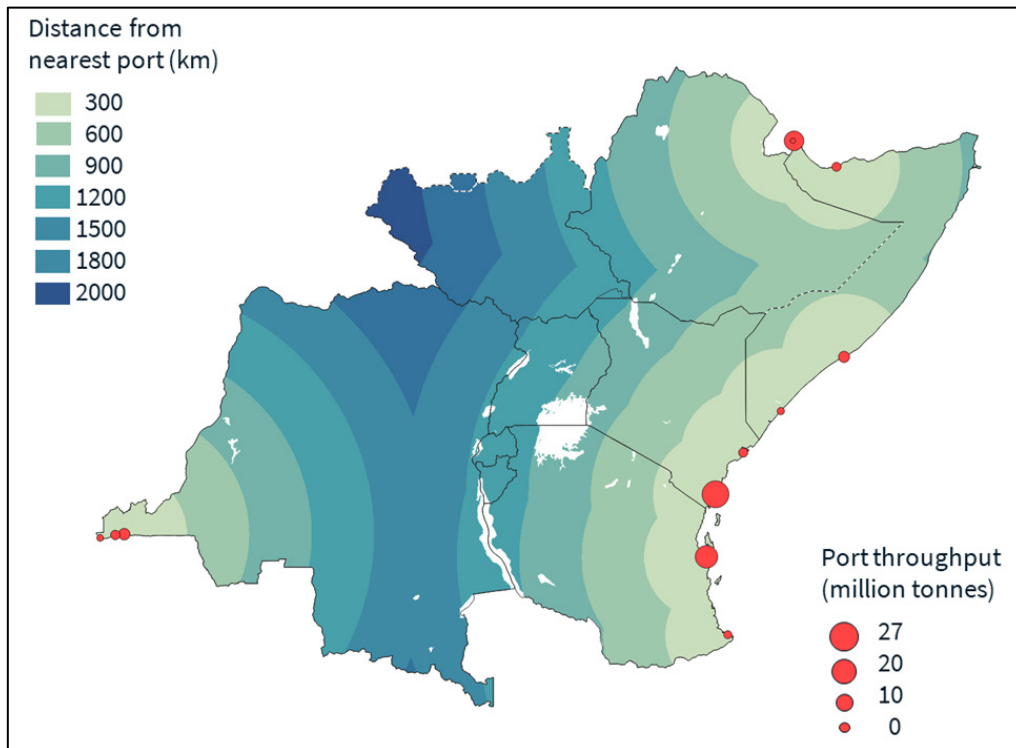 Distance from
nearest port (km)
300
600
900
1200
1500
1800
2000
Port throughput
(million tonnes)
27
20
10
0